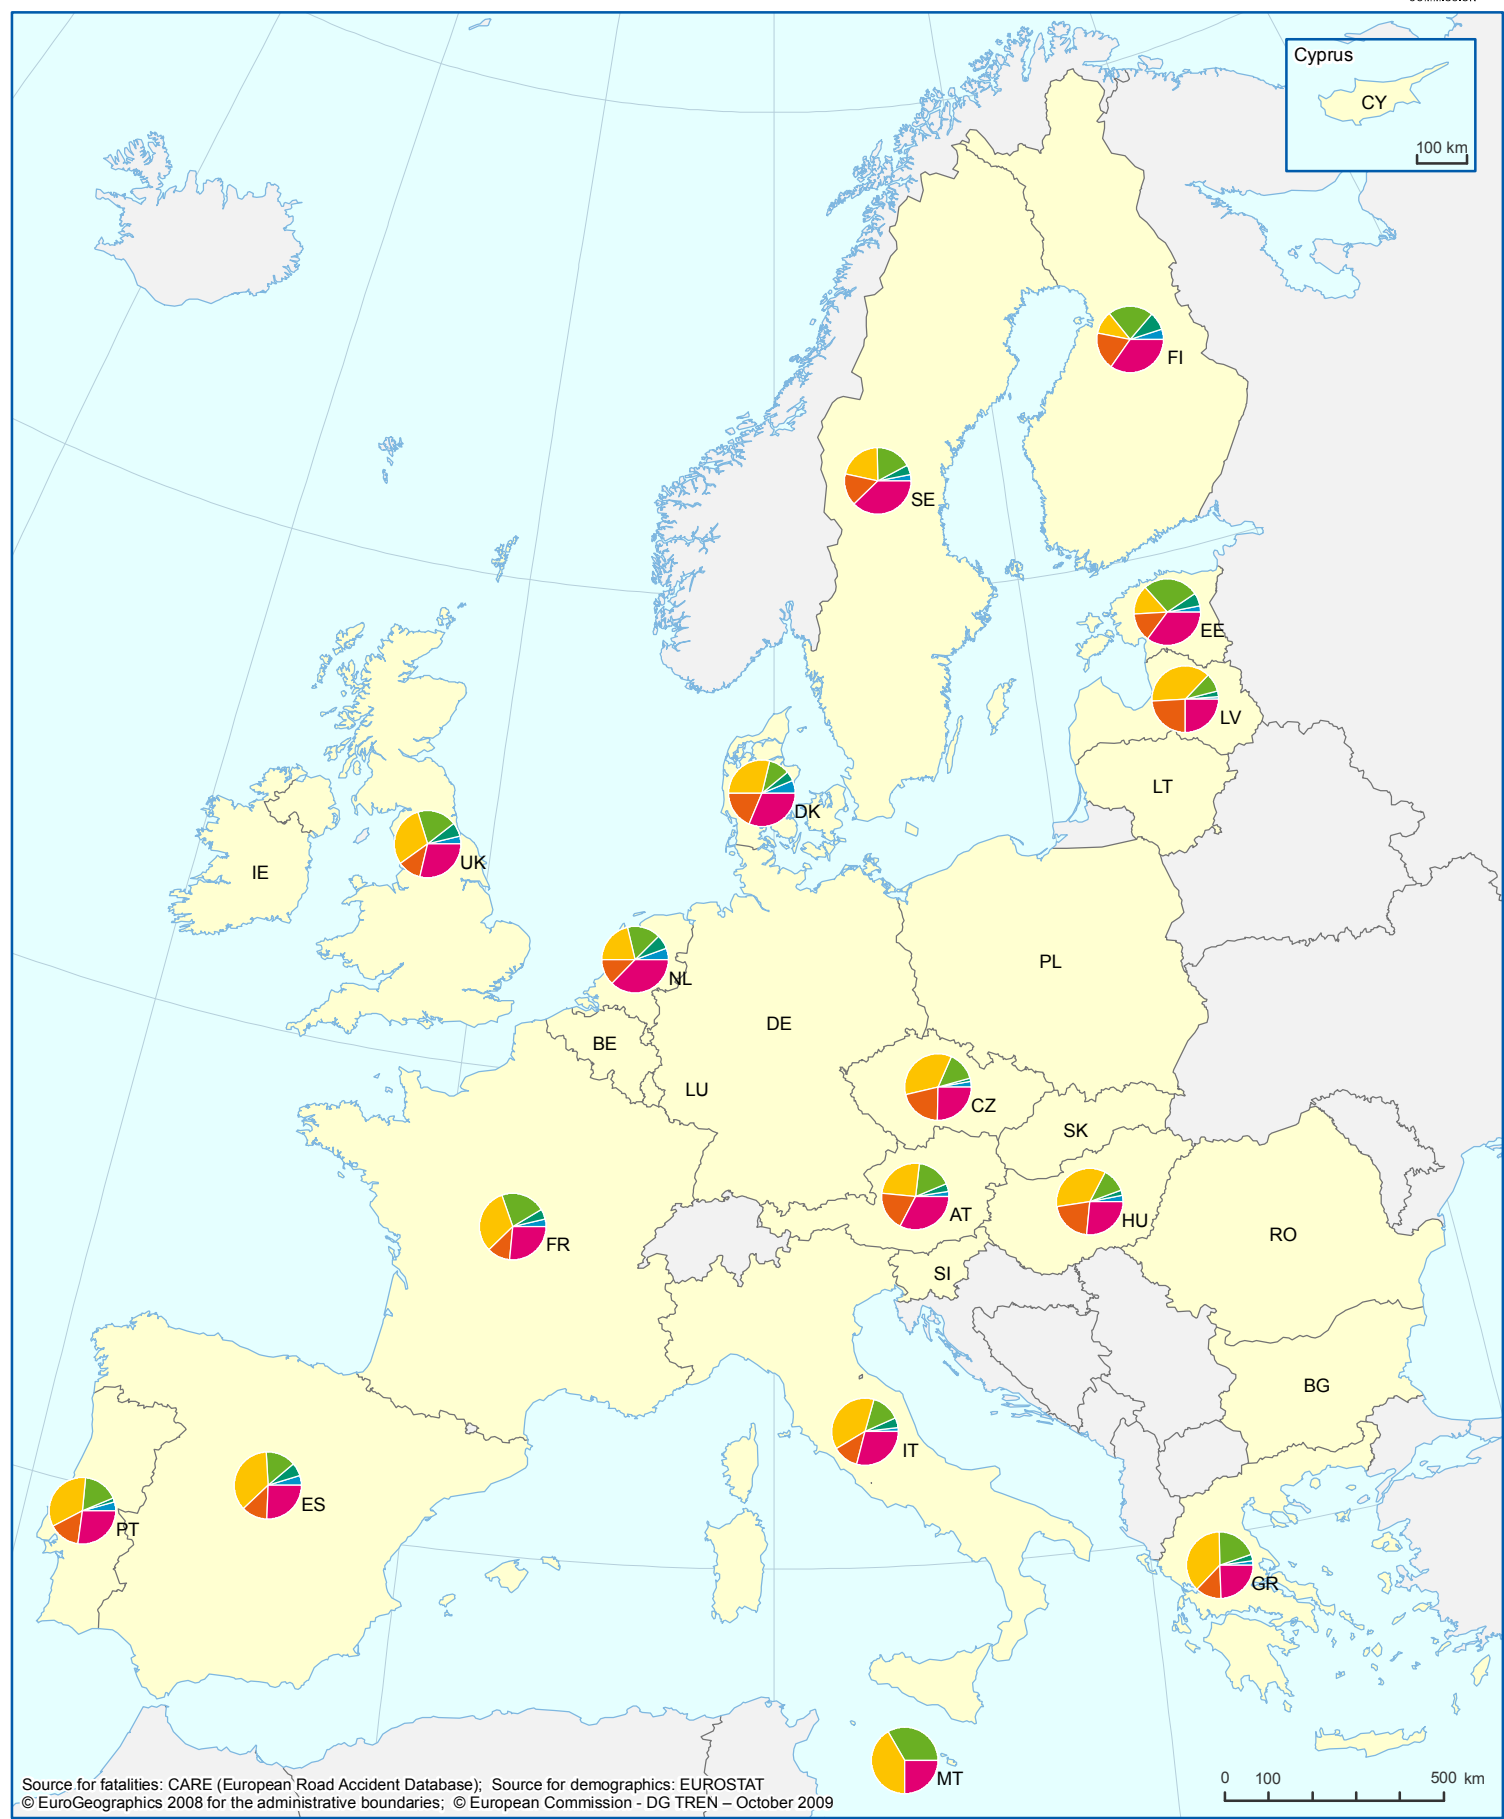 Cyprus
CY
100 km
FI
SE
EE
LV
LT
DK
UK
IE
NL
PL
DE
BE
LU
CZ
SK
AT
HU
FR
RO
SI
BG
IT
ES
PT
GR
MT
0 100 500 km
Source for fatalities: CARE (European Road Accident Database); Source for demographics: EUROSTAT
© EuroGeographics 2008 for the administrative boundaries; © European Commission - DG TREN – October 2009